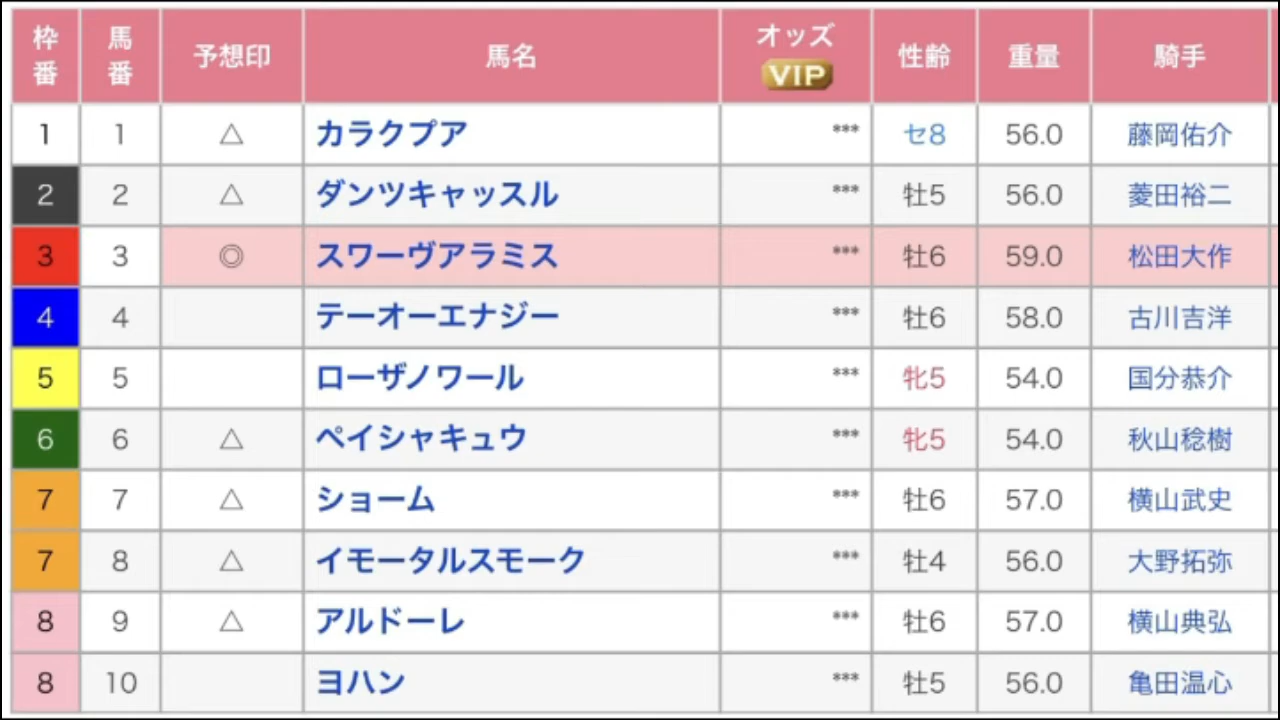 枠番 馬番 予想印 馬名 オッズ VIP 性齢 重量 騎手
1 1 △ カラクプア *** セ8 56.0 藤岡佑介
2 2 △ ダンツキャッスル *** 牡5 56.0 菱田裕二
3 3 ◎ スワーヴアラミス *** 牡6 59.0 松田大作
4 4 テーオーエナジー *** 牡6 58.0 古川吉洋
5 5 ローザノワール *** 牝5 54.0 国分恭介
6 6 △ ペイシャキュウ *** 牝5 54.0 秋山稔樹
7 7 △ ショーム *** 牡6 57.0 横山武史
7 8 △ イモータルスモーク *** 牡4 56.0 大野拓弥
8 9 △ アルドーレ *** 牡6 57.0 横山典弘
8 10 ヨハン *** 牡5 56.0 亀田温心